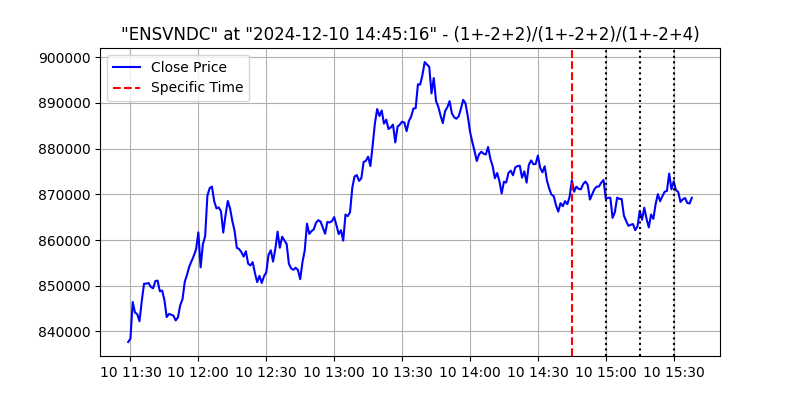 "ENSVNDC" at "2024-12-10 14:45:16" - (1+-2+2)/(1+-2+2)/(1+-2+4)
900000
890000
880000
870000
860000
850000
840000
Close Price
Specific Time
10 11:30 10 12:00 10 12:30 10 13:00 10 13:30 10 14:00 10 14:30 10 15:00 10 15:30